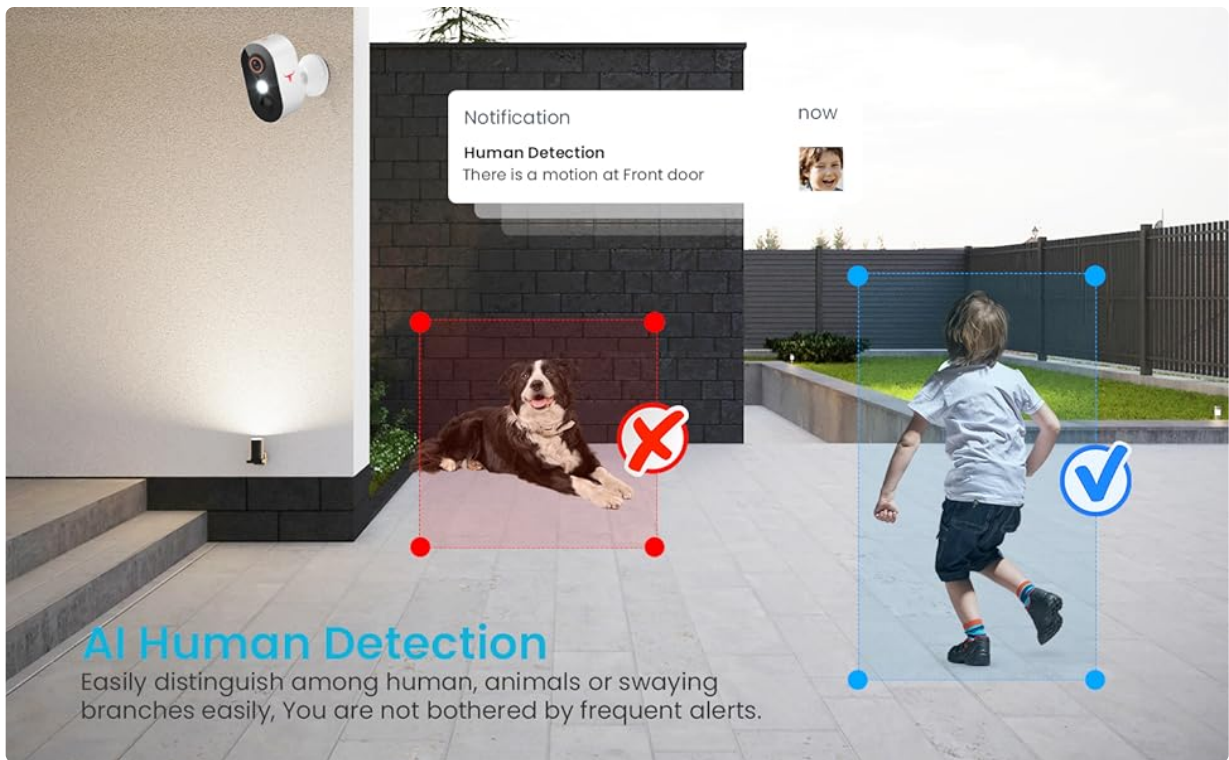 Notification
now
Human Detection
There is a motion at Front door
AI Human Detection
Easily distinguish among human, animals or swaying
branches easily, You are not bothered by frequent alerts.